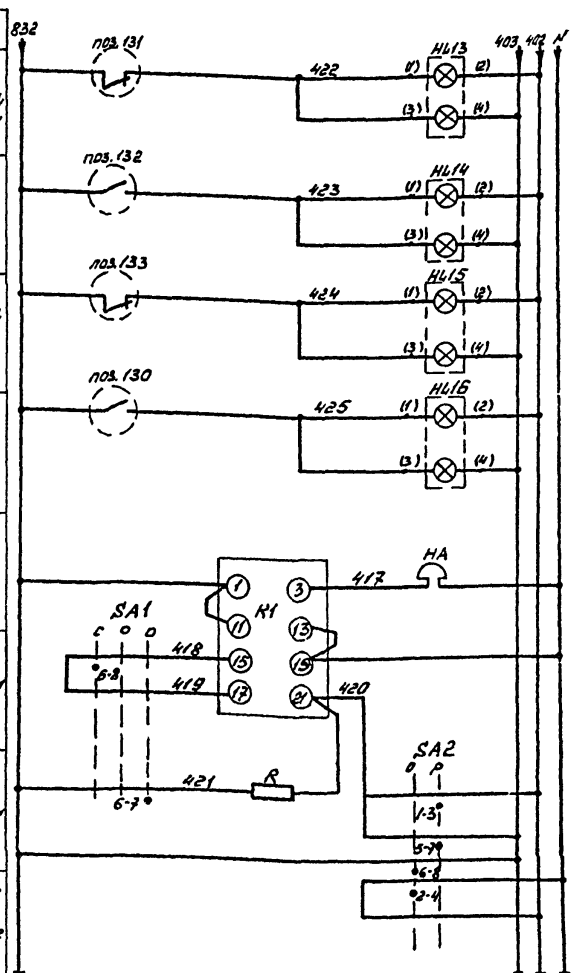 832
403 402 N
поз. 131
422
HL13
(1) (2)
(3) (4)
поз. 132
423
HL14
(1) (2)
(3) (4)
поз. 133
424
HL15
(1) (2)
(3) (4)
поз. 130
425
HL16
(1) (2)
(3) (4)
НА
417
K1
1 3
11 13
15
17 21
SA1
С О О
418
6-8
419
420
421
R
6-7
SA2
О Р
1-3
5-7
6-8
2-4